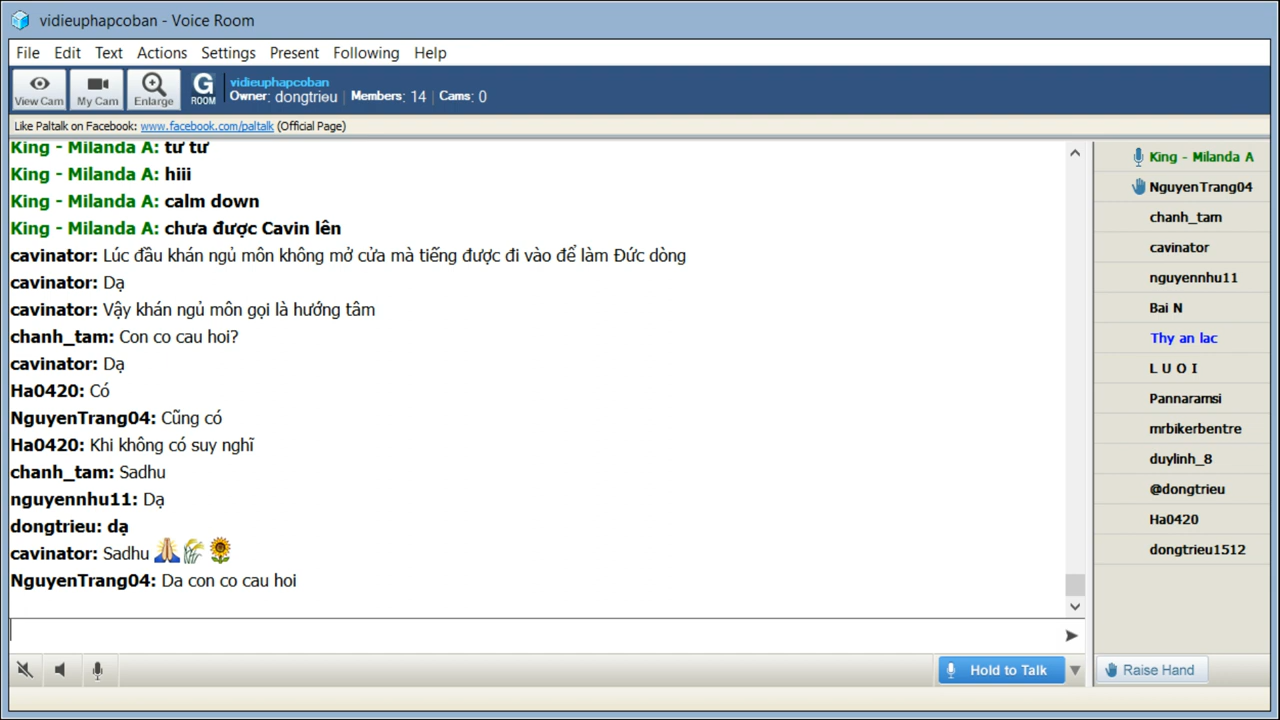 vidieuphapcoban - Voice Room
File Edit Text Actions Settings Present Following Help
View Cam My Cam Enlarge G ROOM
vidieuphapcoban
Owner: dongtrieu | Members: 14 | Cams: 0
Like Paltalk on Facebook: www.facebook.com/paltalk (Official Page)
King - Milanda A: tư tư
King - Milanda A: hiii
King - Milanda A: calm down
King - Milanda A: chưa được Cavin lên
cavinator: Lúc đầu khán ngủ môn không mở cửa mà tiếng được đi vào để làm Đức dòng
cavinator: Dạ
cavinator: Vậy khán ngủ môn gọi là hướng tâm
chanh_tam: Con co cau hoi?
cavinator: Dạ
Ha0420: Có
NguyenTrang04: Cũng có
Ha0420: Khi không có suy nghĩ
chanh_tam: Sadhu
nguyennhu11: Dạ
dongtrieu: dạ
cavinator: Sadhu
NguyenTrang04: Da con co cau hoi
King - Milanda A
NguyenTrang04
chanh_tam
cavinator
nguyennhu11
Bai N
Thy an lac
L U O I
Pannaramsi
mrbikerbentre
duylinh_8
@dongtrieu
Ha0420
dongtrieu1512
Hold to Talk
Raise Hand